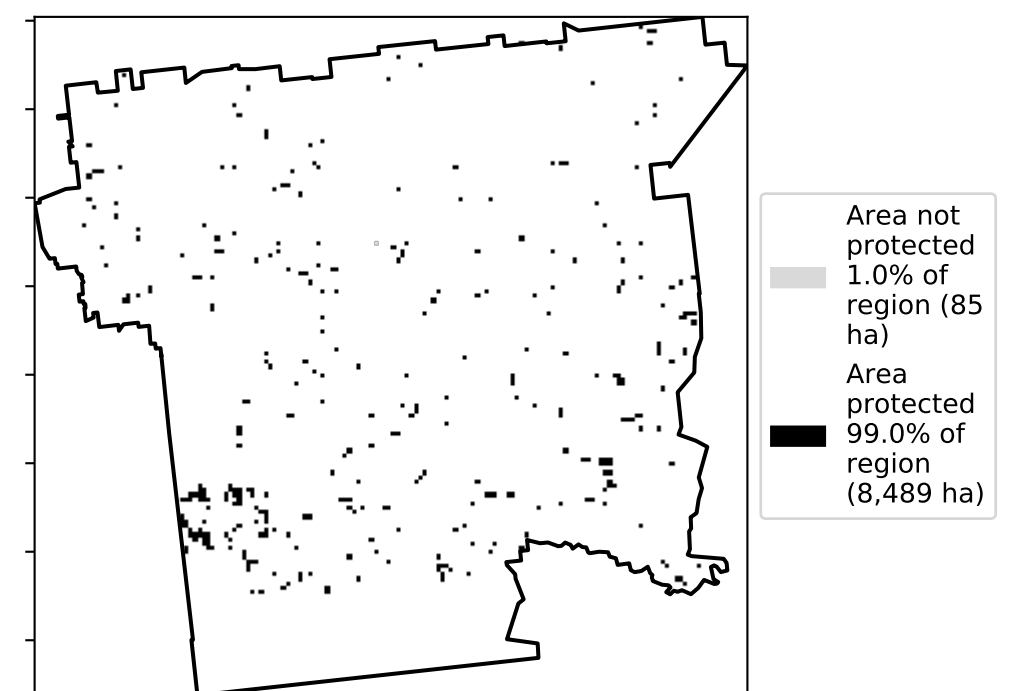 Area not
protected
1.0% of
region (85
ha)
Area
protected
99.0% of
region
(8,489 ha)